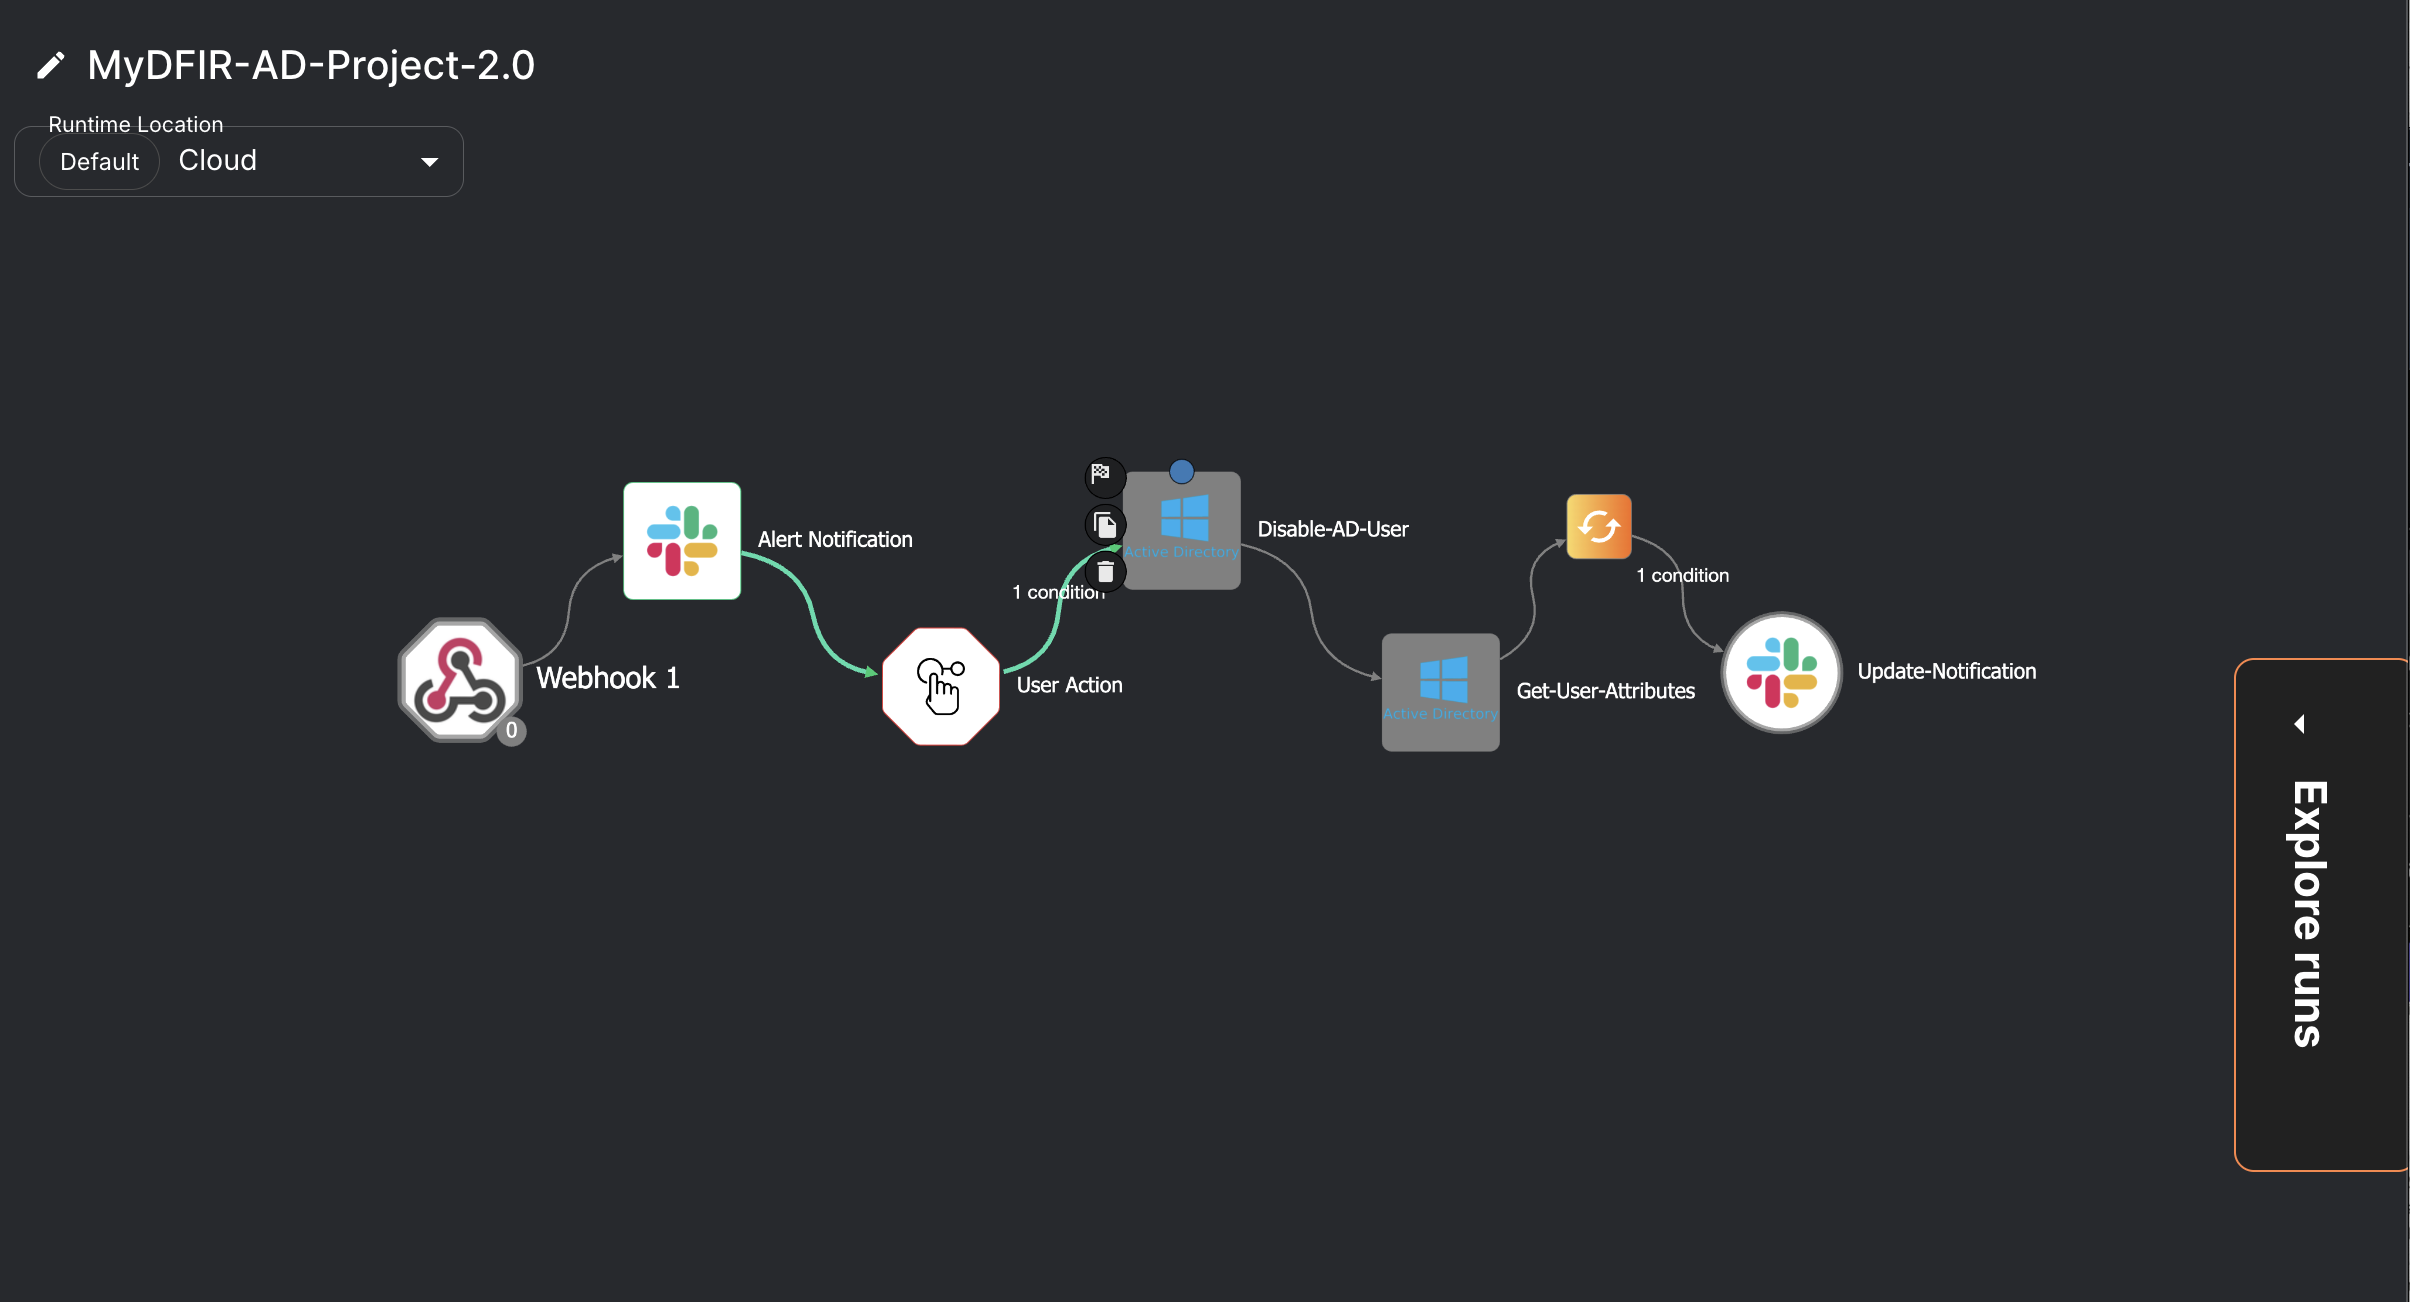 MyDFIR-AD-Project-2.0
Runtime Location
Default Cloud
Alert Notification
Active Directory
Disable-AD-User
1 condition
1 condition
Webhook 1
0
User Action
Active Directory
Get-User-Attributes
Update-Notification
Explore runs